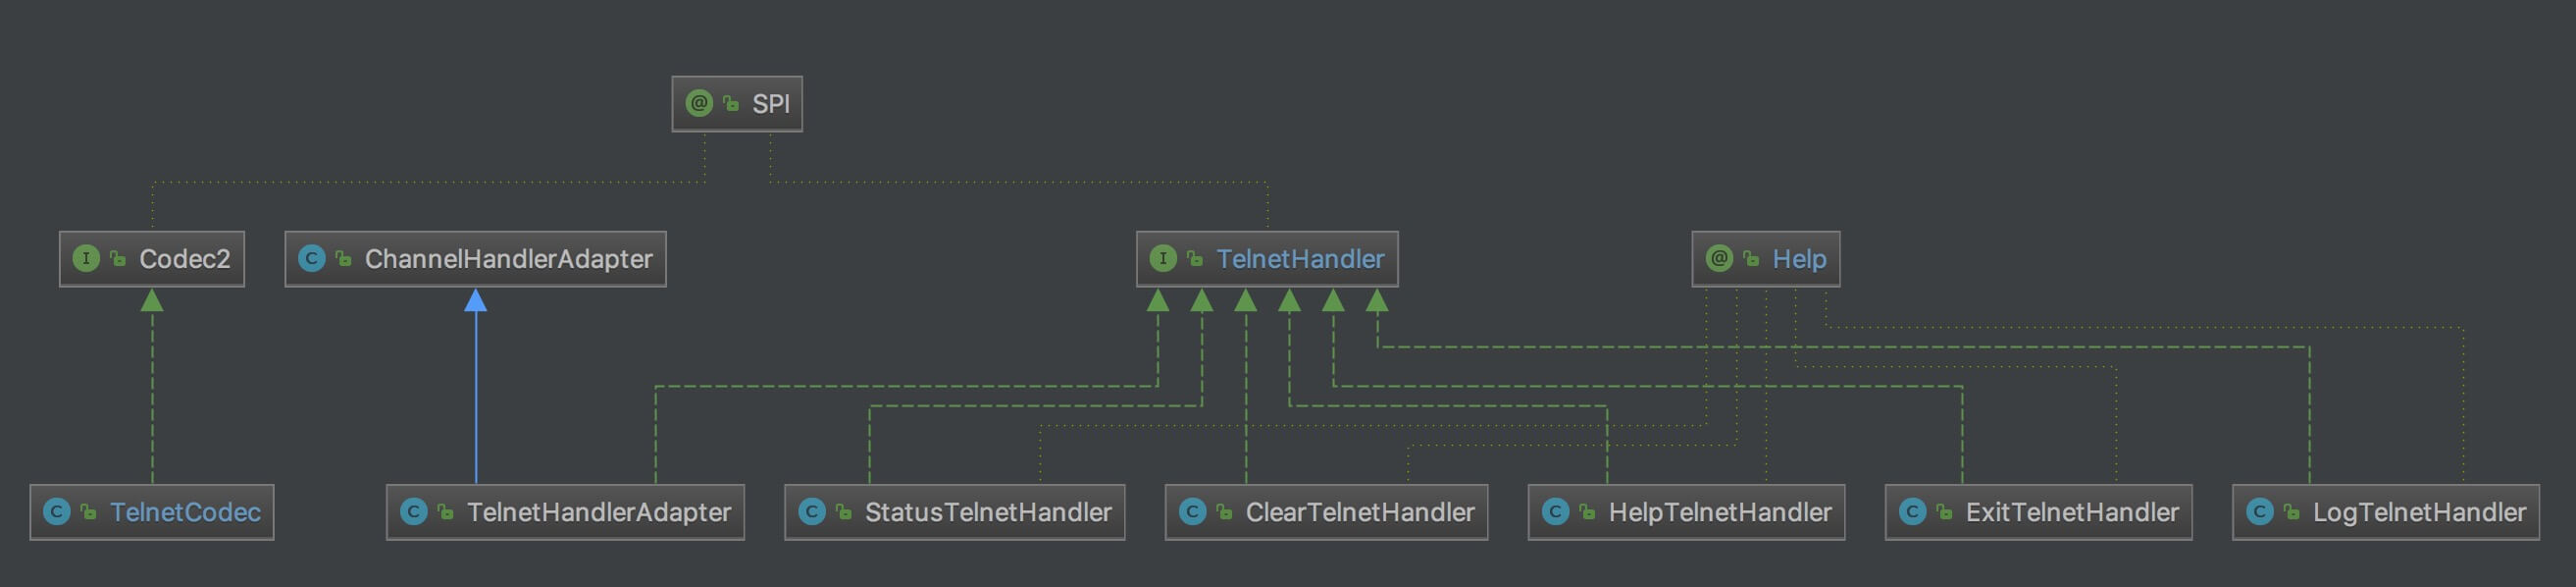 @ SPI
I Codec2
C ChannelHandlerAdapter
I TelnetHandler
@ Help
C TelnetCodec
C TelnetHandlerAdapter
C StatusTelnetHandler
C ClearTelnetHandler
C HelpTelnetHandler
C ExitTelnetHandler
C LogTelnetHandler